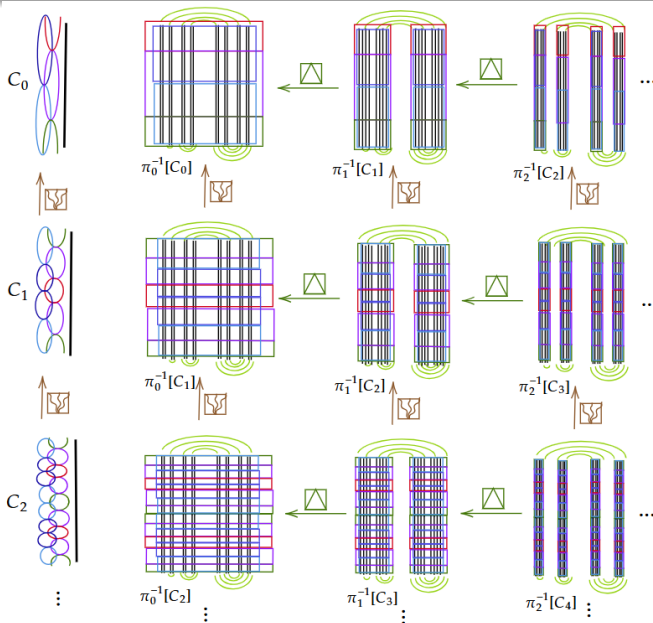 C₀
π₀⁻¹[C₀] π₁⁻¹[C₁] π₂⁻¹[C₂] ...
C₁ ...
π₀⁻¹[C₁] π₁⁻¹[C₂] π₂⁻¹[C₃]
C₂ ...
π₀⁻¹[C₂] π₁⁻¹[C₃] π₂⁻¹[C₄]
⋮ ⋮ ⋮ ⋮